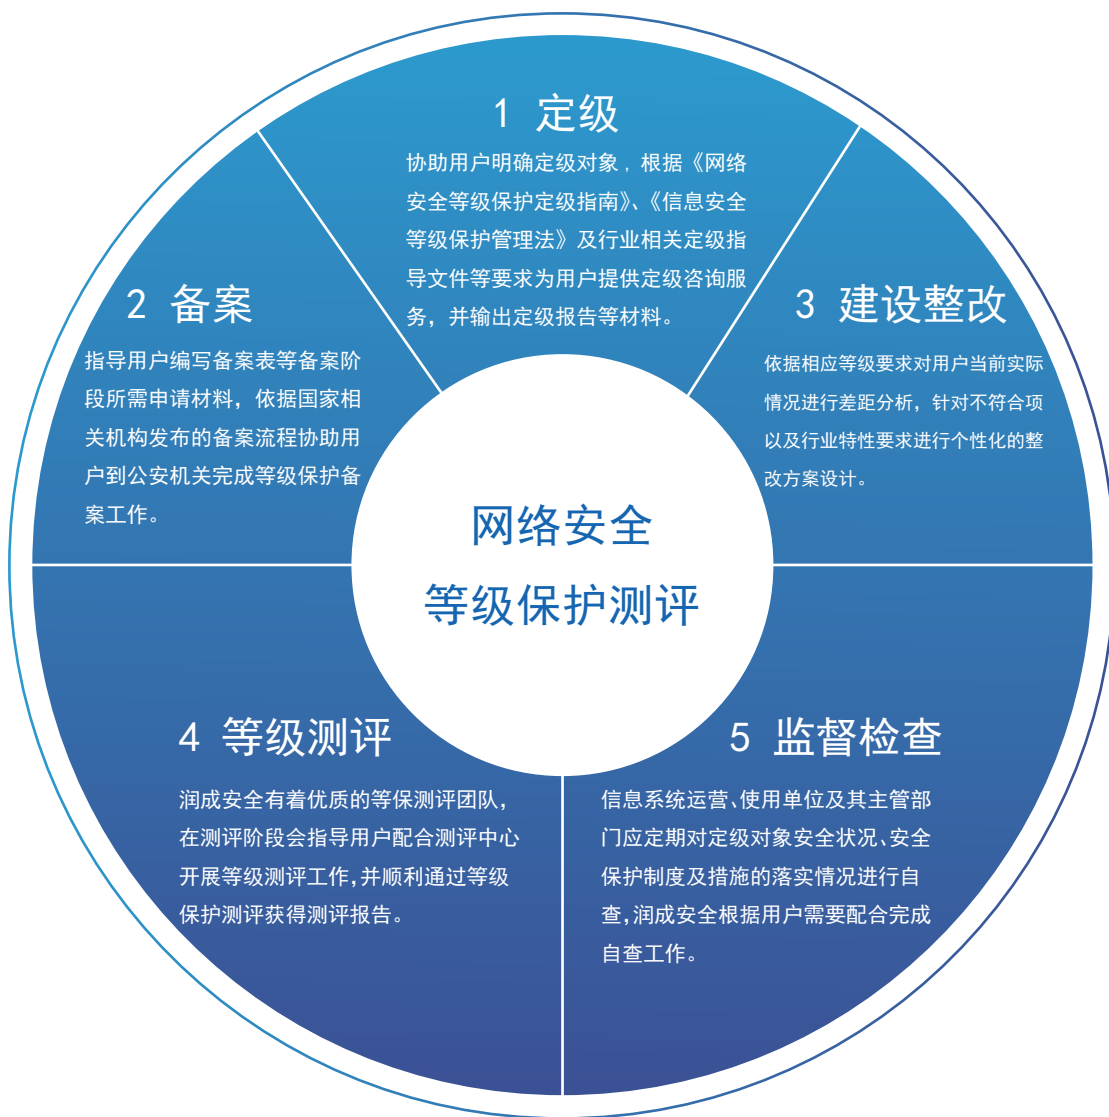 1 定级
协助用户明确定级对象，根据《网络
安全等级保护定级指南》、《信息安全
等级保护管理法》及行业相关定级指
导文件等要求为用户提供定级咨询服
务，并输出定级报告等材料。
2 备案
指导用户编写备案表等备案阶
段所需申请材料，依据国家相
关机构发布的备案流程协助用
户到公安机关完成等级保护备
案工作。
3 建设整改
依据相应等级要求对用户当前实际
情况进行差距分析，针对不符合项
以及行业特性要求进行个性化的整
改方案设计。
网络安全
等级保护测评
4 等级测评
润成安全有着优质的等保测评团队，
在测评阶段会指导用户配合测评中心
开展等级测评工作,并顺利通过等级
保护测评获得测评报告。
5 监督检查
信息系统运营、使用单位及其主管部
门应定期对定级对象安全状况、安全
保护制度及措施的落实情况进行自
查,润成安全根据用户需要配合完成
自查工作。